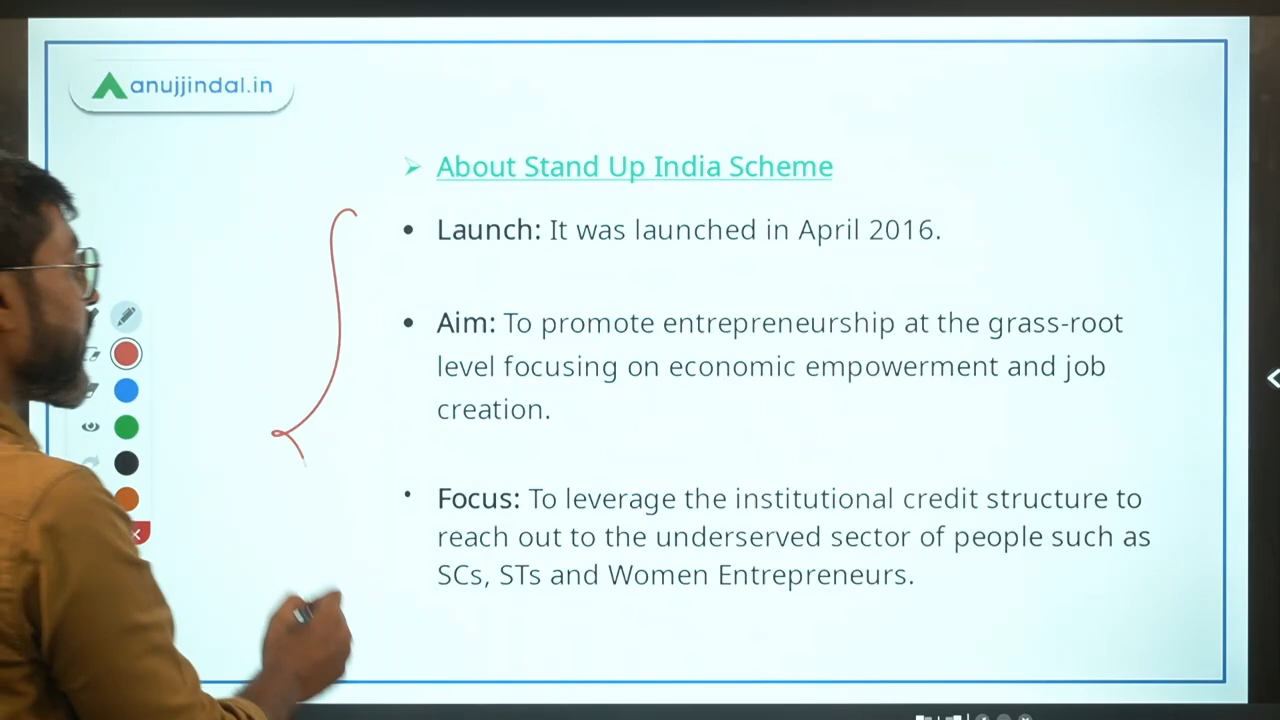 anujjindal.in
About Stand Up India Scheme
Launch: It was launched in April 2016.
Aim: To promote entrepreneurship at the grass-root
level focusing on economic empowerment and job
creation.
Focus: To leverage the institutional credit structure to
reach out to the underserved sector of people such as
SCs, STs and Women Entrepreneurs.